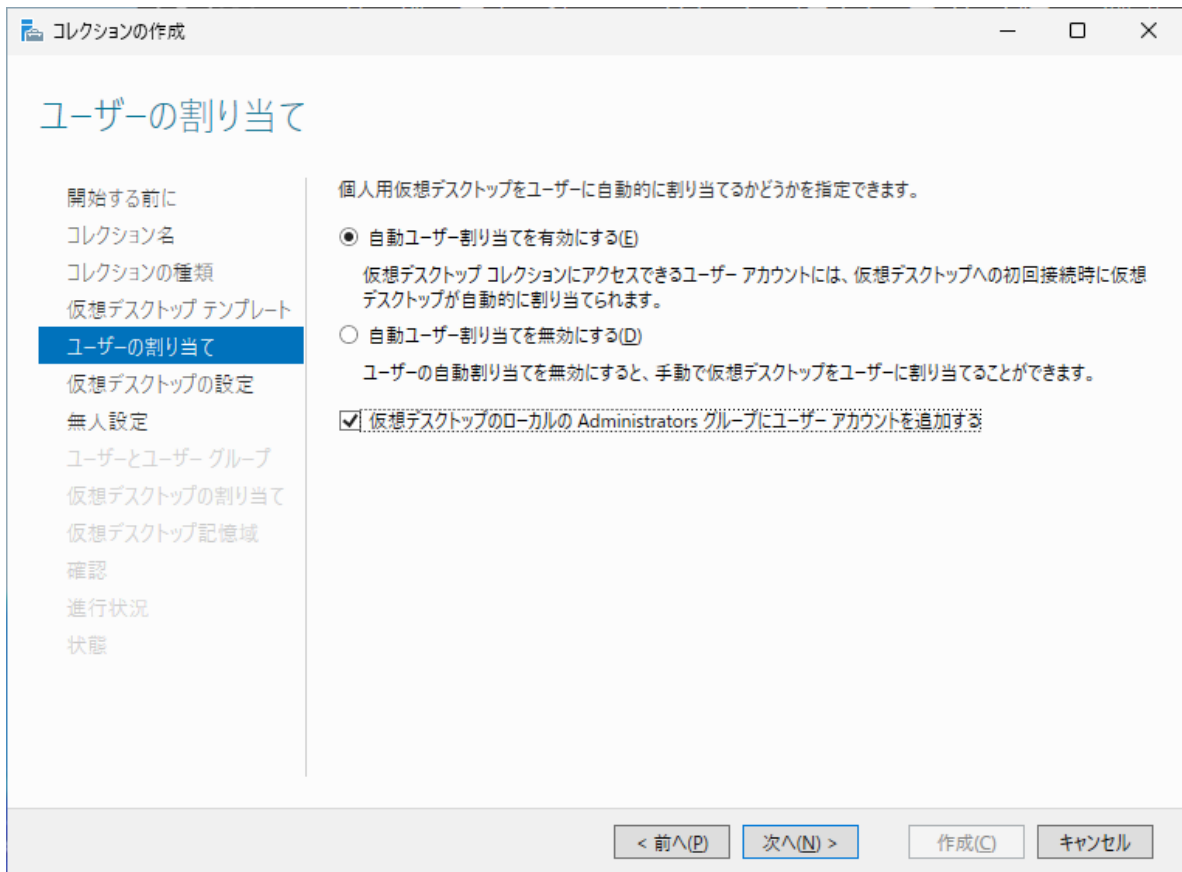 コレクションの作成
ユーザーの割り当て
開始する前に
コレクション名
コレクションの種類
仮想デスクトップ テンプレート
ユーザーの割り当て
仮想デスクトップの設定
無人設定
ユーザーとユーザー グループ
仮想デスクトップの割り当て
仮想デスクトップ記憶域
確認
進行状況
状態
個人用仮想デスクトップをユーザーに自動的に割り当てるかどうかを指定できます。
自動ユーザー割り当てを有効にする(E)
仮想デスクトップ コレクションにアクセスできるユーザー アカウントには、仮想デスクトップへの初回接続時に仮想
デスクトップが自動的に割り当てられます。
自動ユーザー割り当てを無効にする(D)
ユーザーの自動割り当てを無効にすると、手動で仮想デスクトップをユーザーに割り当てることができます。
仮想デスクトップのローカルの Administrators グループにユーザー アカウントを追加する
< 前へ(P)
次へ(N) >
作成(C)
キャンセル